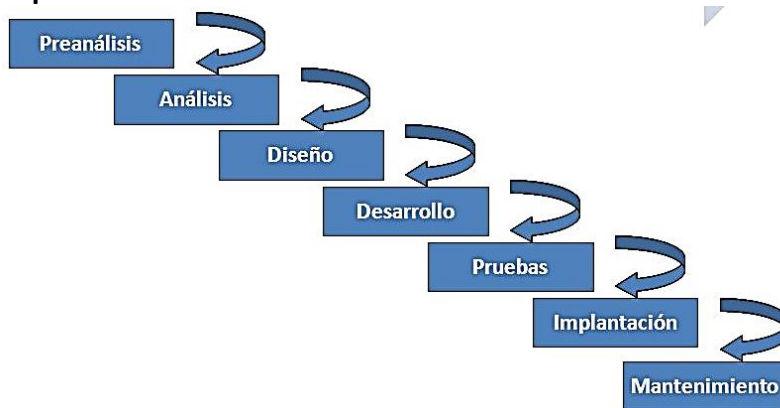 Preanálisis
Análisis
Diseño
Desarrollo
Pruebas
Implantación
Mantenimiento